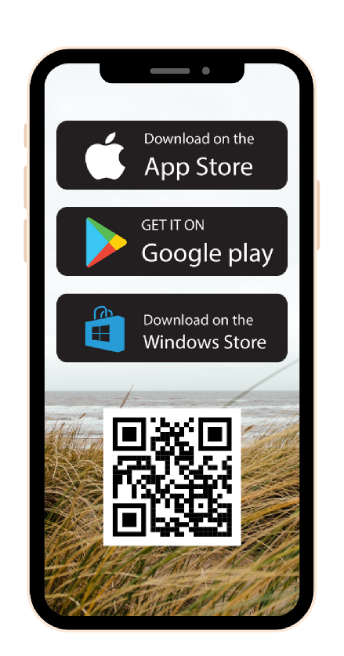 Download on the
App Store
GET IT ON
Google play
Download on the
Windows Store